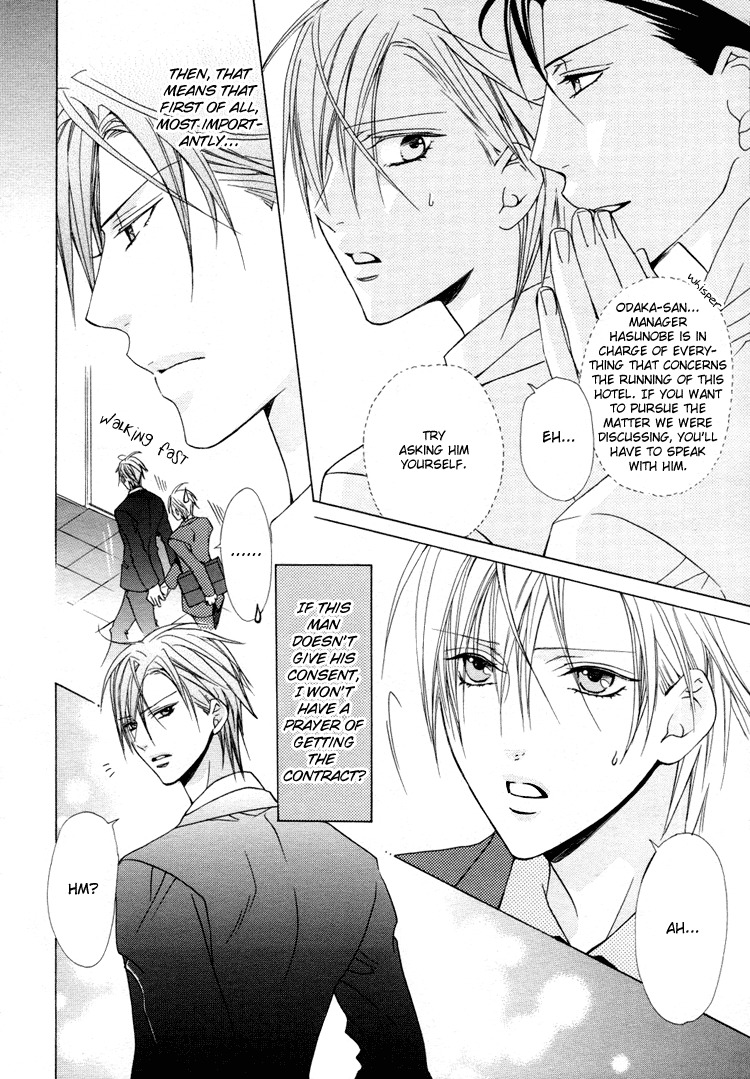 ODAKA-SAN...
MANAGER
HASUNOBE IS IN
CHARGE OF EVERY-
THING THAT CONCERNS
THE RUNNING OF THIS
HOTEL. IF YOU WANT
TO PURSUE THE
MATTER WE WERE
DISCUSSING, YOU'LL
HAVE TO SPEAK
WITH HIM.
whisper
EH...
TRY
ASKING HIM
YOURSELF.
THEN, THAT
MEANS THAT
FIRST OF ALL,
MOST IMPORT-
ANTLY...
walking fast
......
IF THIS
MAN
DOESN'T
GIVE HIS
CONSENT,
I WON'T
HAVE A
PRAYER OF
GETTING
THE
CONTRACT?
AH...
HM?